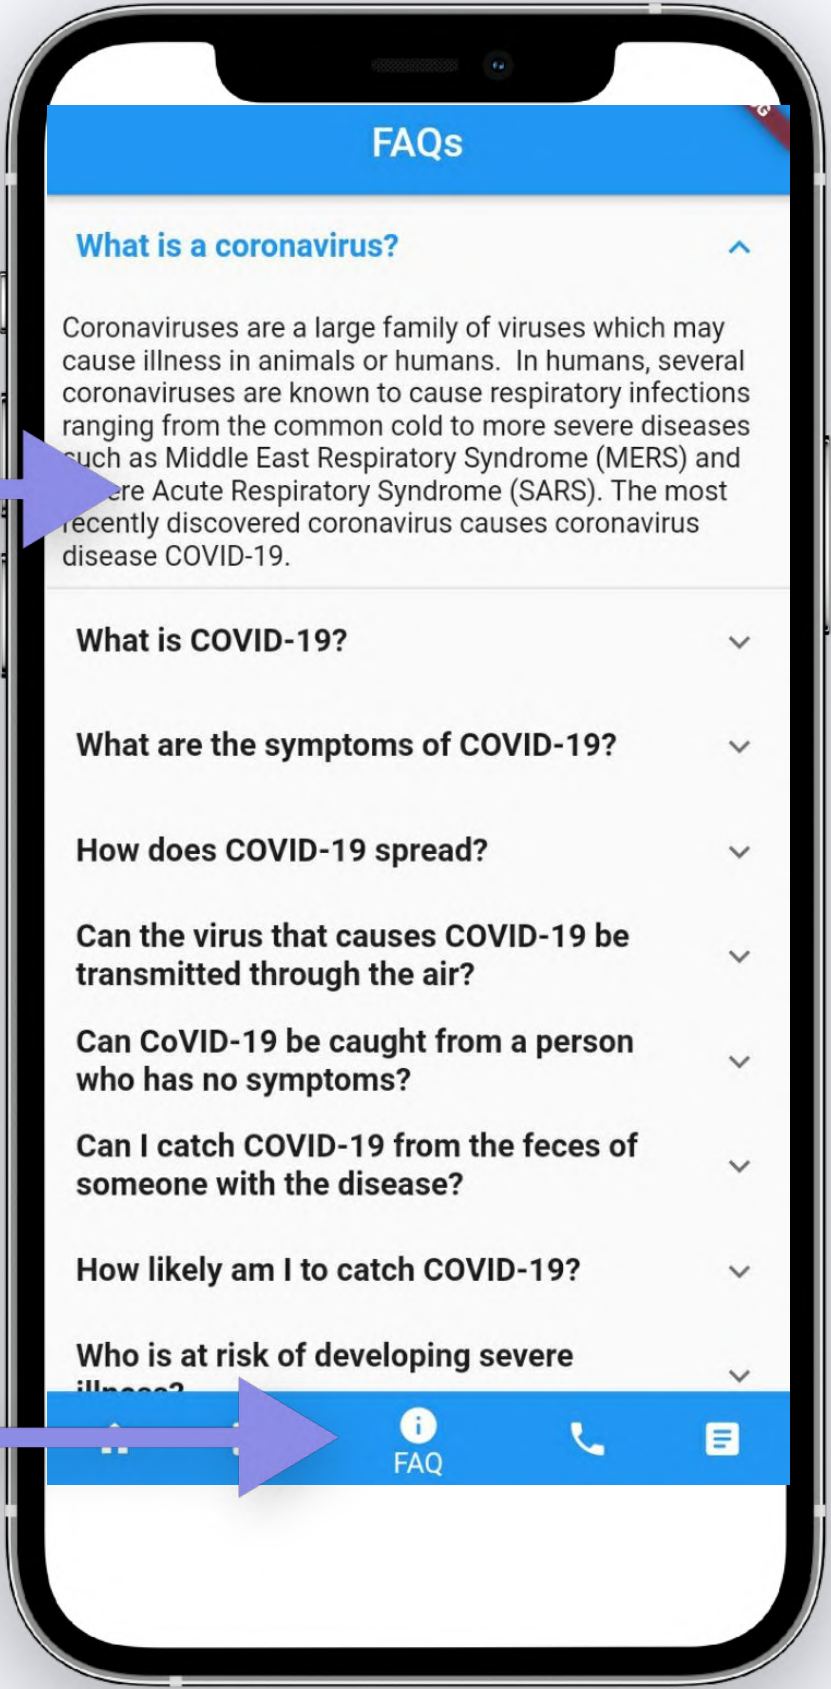 FAQs
What is a coronavirus?
Coronaviruses are a large family of viruses which may
cause illness in animals or humans.  In humans, several
coronaviruses are known to cause respiratory infections
ranging from the common cold to more severe diseases
such as Middle East Respiratory Syndrome (MERS) and
Acute Respiratory Syndrome (SARS). The most
recently discovered coronavirus causes coronavirus
disease COVID-19.
What is COVID-19?
What are the symptoms of COVID-19?
How does COVID-19 spread?
Can the virus that causes COVID-19 be
transmitted through the air?
Can CoVID-19 be caught from a person
who has no symptoms?
Can I catch COVID-19 from the feces of
someone with the disease?
How likely am I to catch COVID-19?
Who is at risk of developing severe
illness?
FAQ